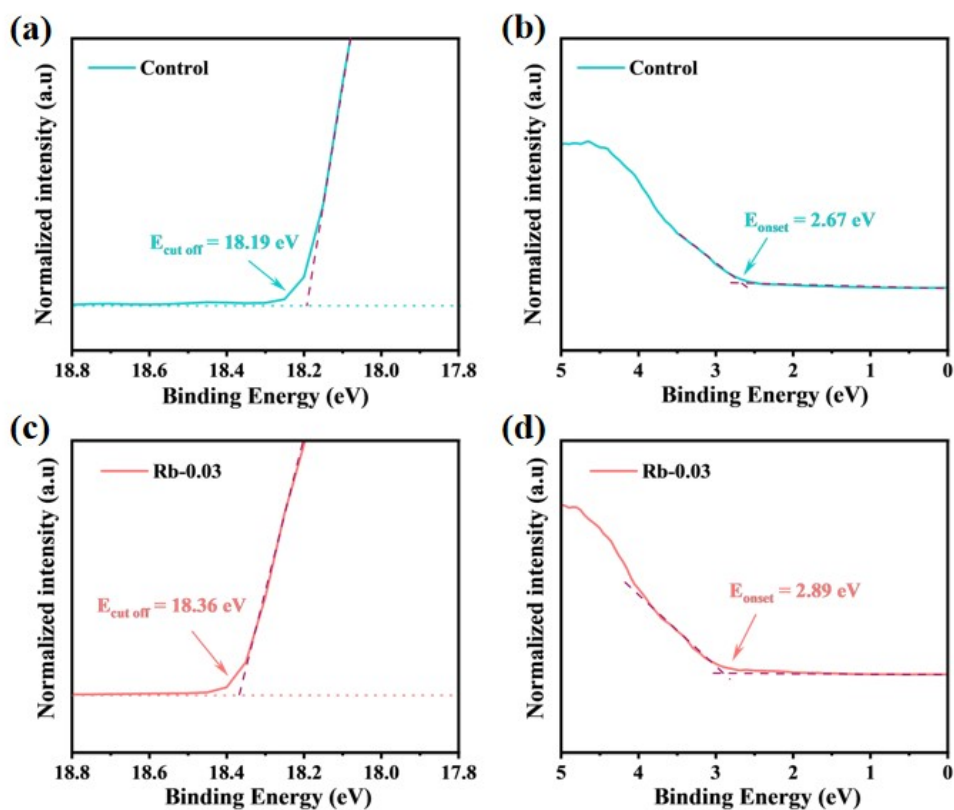 (a)
Control
Normalized intensity (a.u)
E_cut off = 18.19 eV
18.8 18.6 18.4 18.2 18.0 17.8
Binding Energy (eV)
(b)
Control
Normalized intensity (a.u)
E_onset = 2.67 eV
5 4 3 2 1 0
Binding Energy (eV)
(c)
Rb-0.03
Normalized intensity (a.u)
E_cut off = 18.36 eV
18.8 18.6 18.4 18.2 18.0 17.8
Binding Energy (eV)
(d)
Rb-0.03
Normalized intensity (a.u)
E_onset = 2.89 eV
5 4 3 2 1 0
Binding Energy (eV)